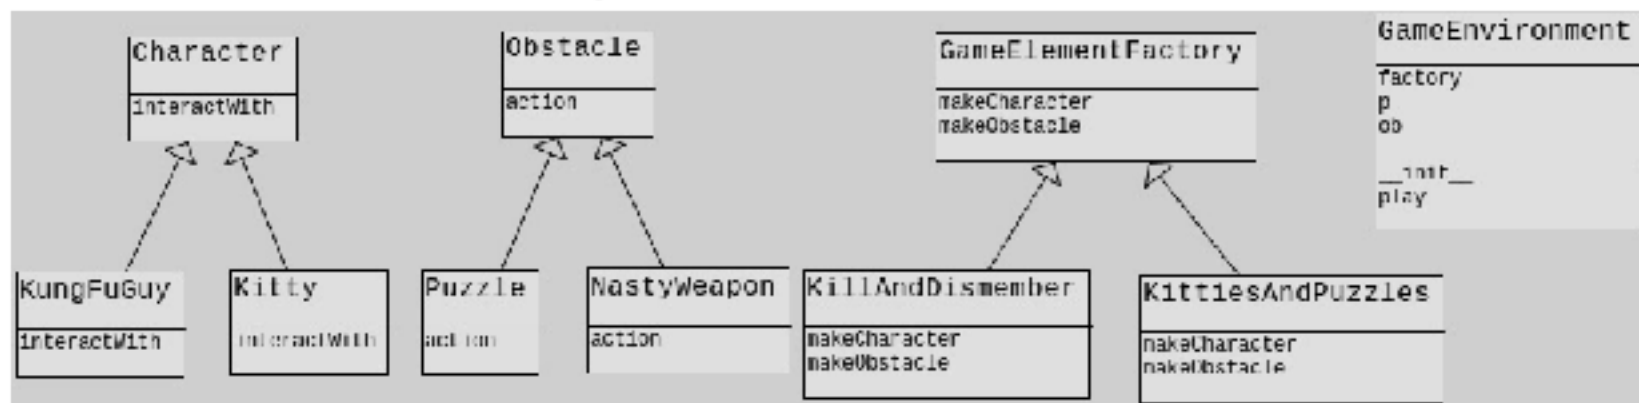 Character
interactWith
Obstacle
action
GameElementFactory
makeCharacter
makeObstacle
GameEnvironment
factory
p
ob
__init__
play
KungFuGuy
interactWith
Kitty
interactWith
Puzzle
action
NastyWeapon
action
KillAndDismember
makeCharacter
makeObstacle
KittiesAndPuzzles
makeCharacter
makeObstacle